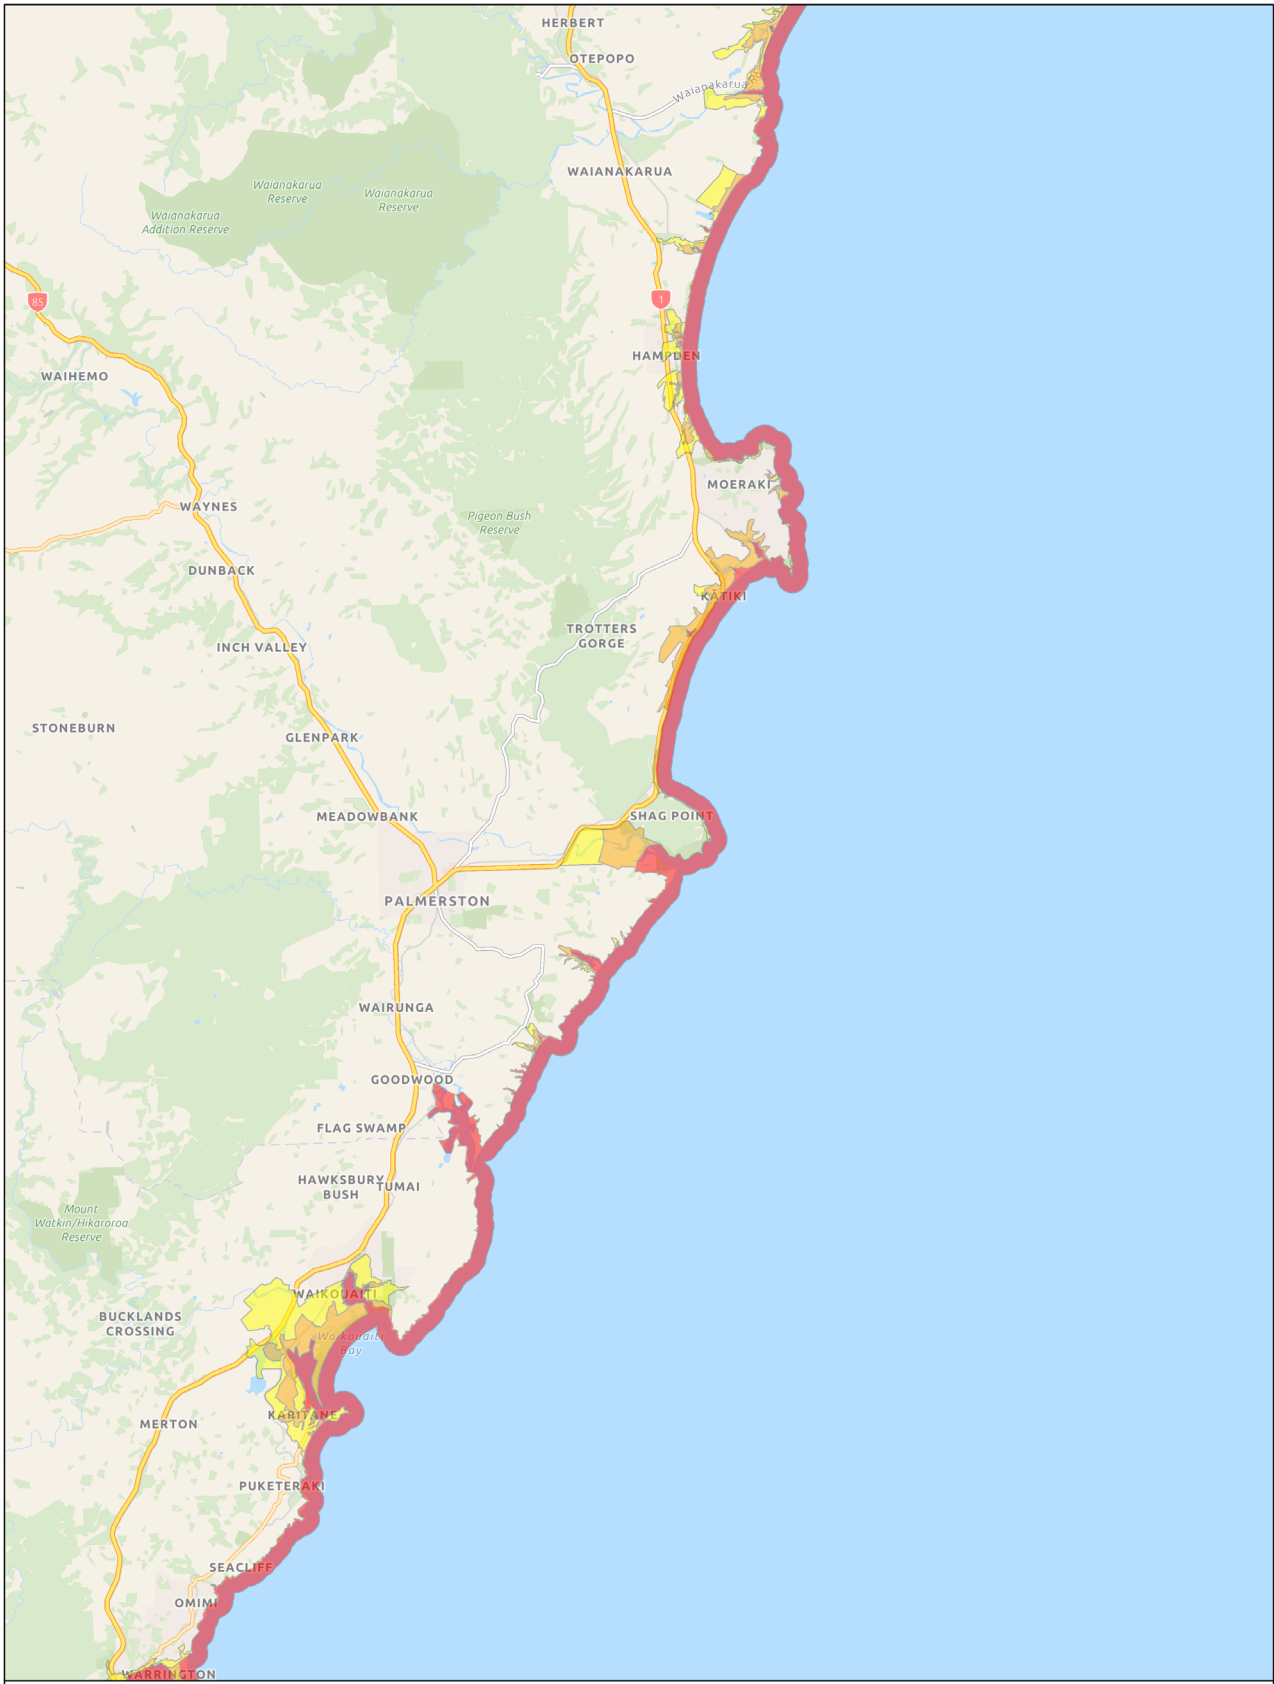 HERBERT
OTEPOPO
Waianakarua
WAIANAKARUA
Waianakarua
Reserve
Waianakarua
Reserve
Waianakarua
Addition Reserve
85
1
HAMPDEN
WAIHEMO
MOERAKI
WAYNES
Pigeon Bush
Reserve
DUNBACK
KĀTIKI
TROTTERS
GORGE
INCH VALLEY
STONEBURN
GLENPARK
MEADOWBANK
SHAG POINT
PALMERSTON
WAIRUNGA
GOODWOOD
FLAG SWAMP
HAWKSBURY
BUSH
TUMAI
Mount
Watkin/Hikaroroa
Reserve
WAIKOUAITI
BUCKLANDS
CROSSING
Waikouaiti
Bay
KARITANE
MERTON
PUKETERAKI
SEACLIFF
OMIMI
WARRINGTON